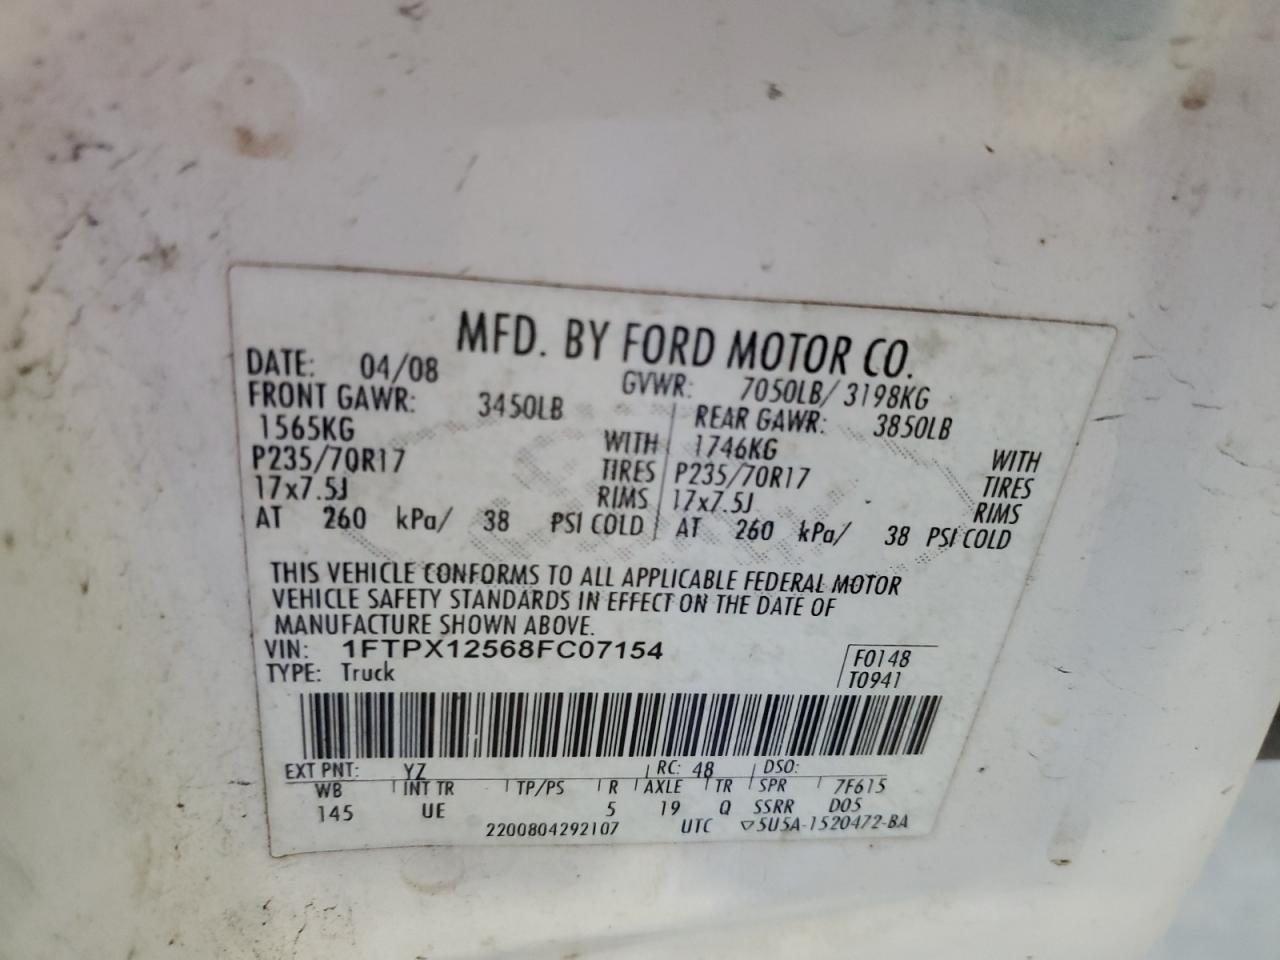 MFD. BY FORD MOTOR CO.
DATE: 04/08 GVWR: 7050LB/ 3198KG
FRONT GAWR: 3450LB REAR GAWR: 3850LB
1565KG WITH 1746KG WITH
P235/70R17 TIRES P235/70R17 TIRES
17x7.5J RIMS 17x7.5J RIMS
AT 260 kPa/ 38 PSI COLD AT 260 kPa/ 38 PSI COLD
THIS VEHICLE CONFORMS TO ALL APPLICABLE FEDERAL MOTOR
VEHICLE SAFETY STANDARDS IN EFFECT ON THE DATE OF
MANUFACTURE SHOWN ABOVE.
VIN: 1FTPX12568FC07154 F0148
TYPE: Truck T0941
EXT PNT: YZ RC: 48 DSO:
WB INT TR TP/PS R AXLE TR SPR 7F615
145 UE 5 19 Q SSRR D05
2200804292107 UTC ▽5U5A-1520472-BA